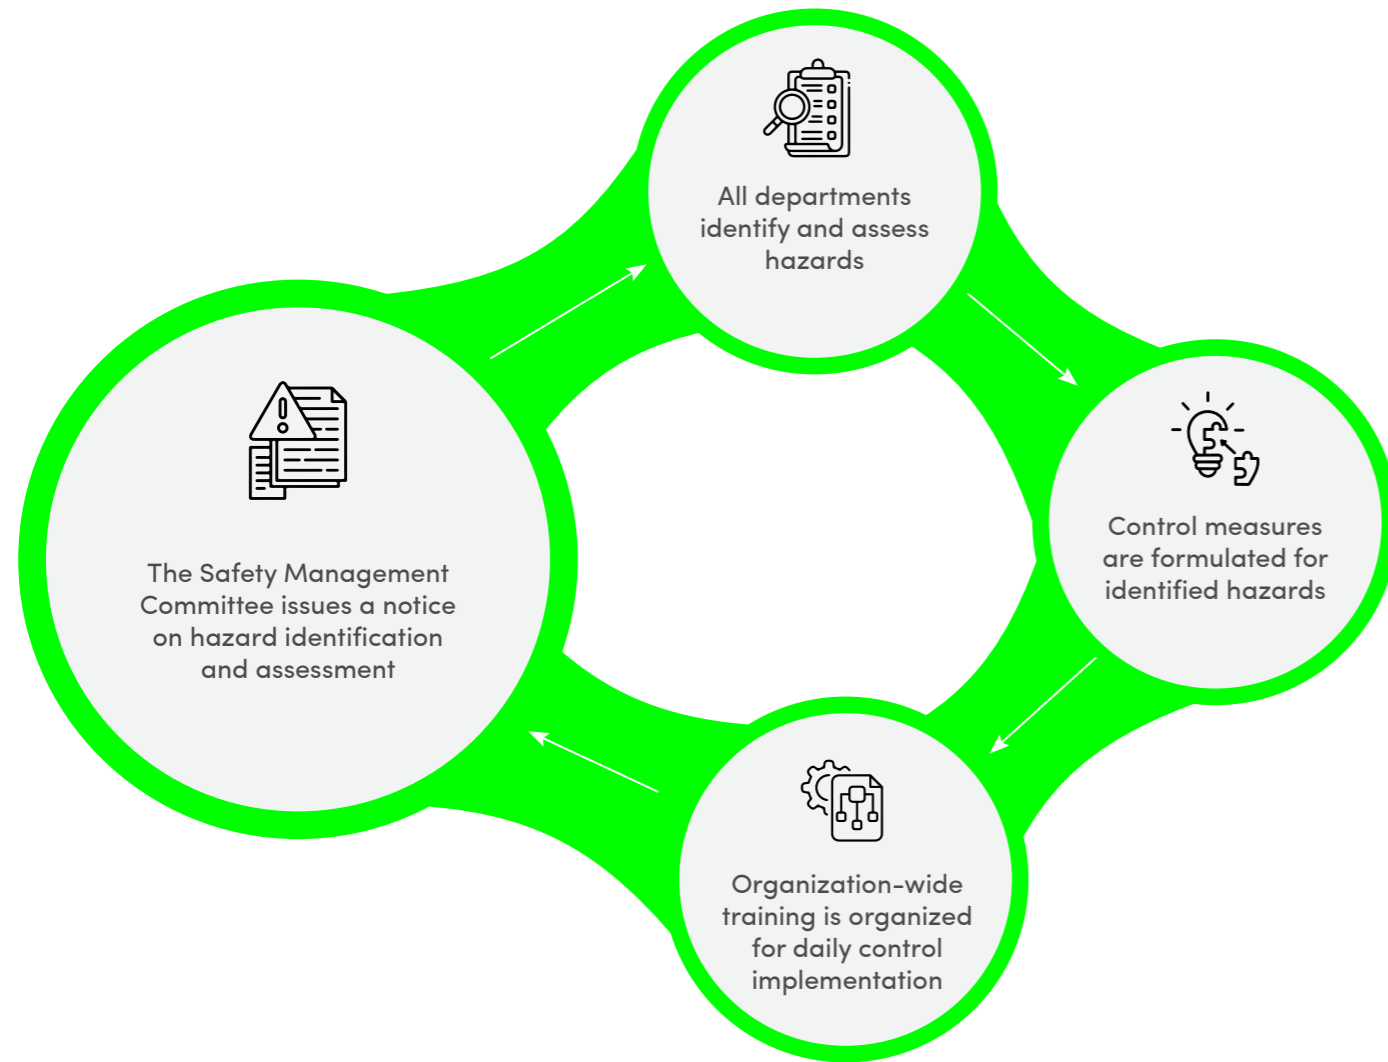 All departments
identify and assess
hazards
Control measures
are formulated for
identified hazards
Organization-wide
training is organized
for daily control
implementation
The Safety Management
Committee issues a notice
on hazard identification
and assessment